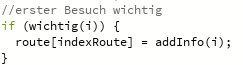 //erster Besuch wichtig
if (wichtig(i)) {
  route[indexRoute] = addInfo(i);
}